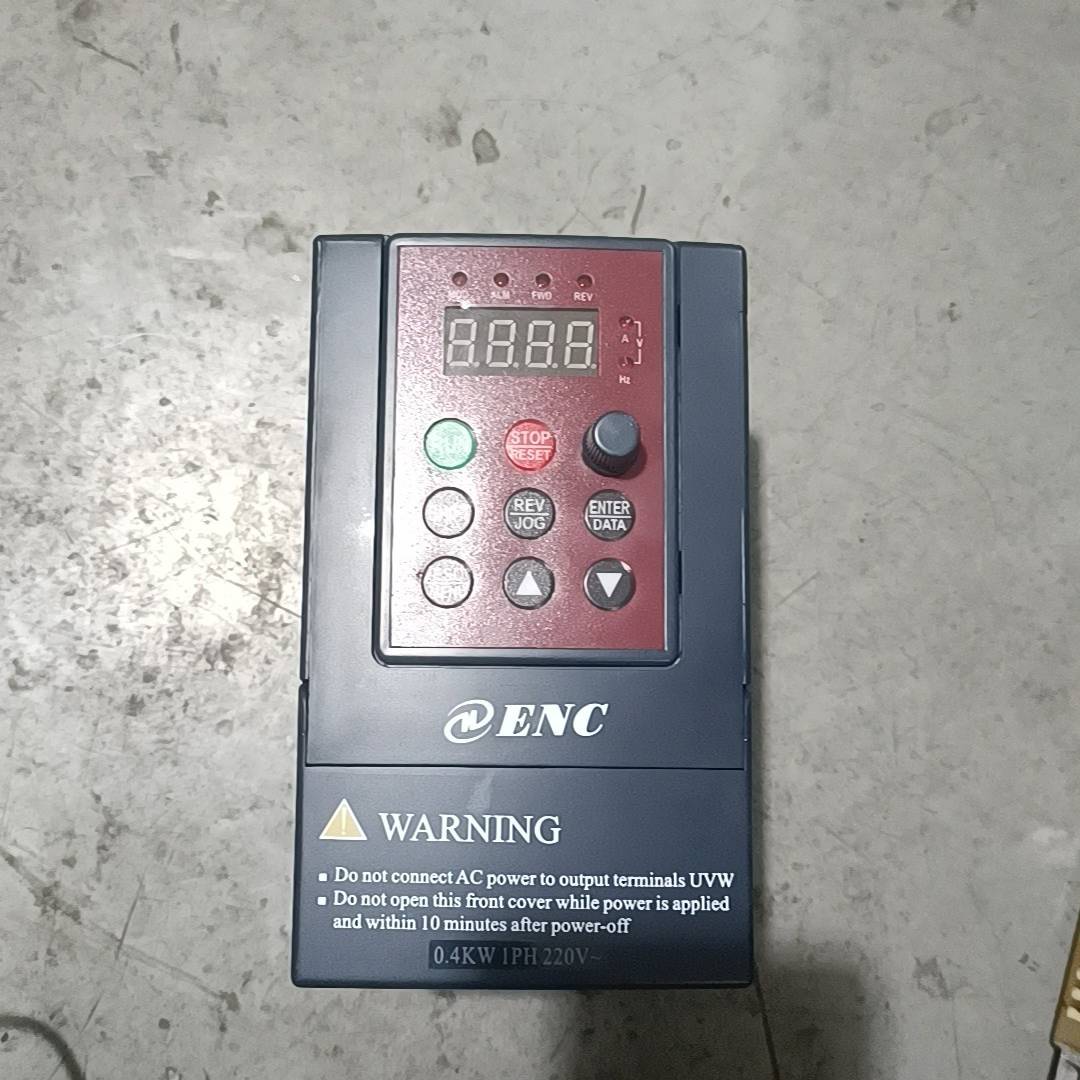 ALM FWD REV
8.8.8.8.
A V
Hz
STOP
RESET
REV
JOG
ENTER
DATA
MENU
ENC
WARNING
Do not connect AC power to output terminals UVW
Do not open this front cover while power is applied
and within 10 minutes after power-off
0.4KW 1PH 220V~